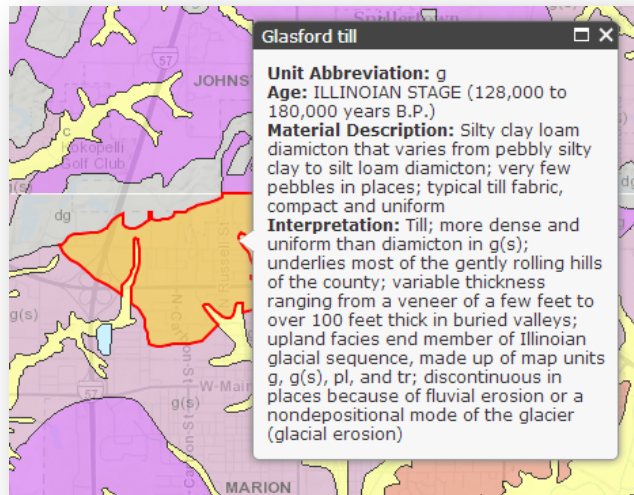 Spillertown
57
JOHNST
c
Kokopelli
Golf Club
g(s)
dg
dg
g(s)
N-Russell-St
W-Main
g(s)
57
MARION
Glasford till
Unit Abbreviation: g
Age: ILLINOIAN STAGE (128,000 to
180,000 years B.P.)
Material Description: Silty clay loam
diamicton that varies from pebbly silty
clay to silt loam diamicton; very few
pebbles in places; typical till fabric,
compact and uniform
Interpretation: Till; more dense and
uniform than diamicton in g(s);
underlies most of the gently rolling hills
of the county; variable thickness
ranging from a veneer of a few feet to
over 100 feet thick in buried valleys;
upland facies end member of Illinoian
glacial sequence, made up of map units
g, g(s), pl, and tr; discontinuous in
places because of fluvial erosion or a
nondepositional mode of the glacier
(glacial erosion)